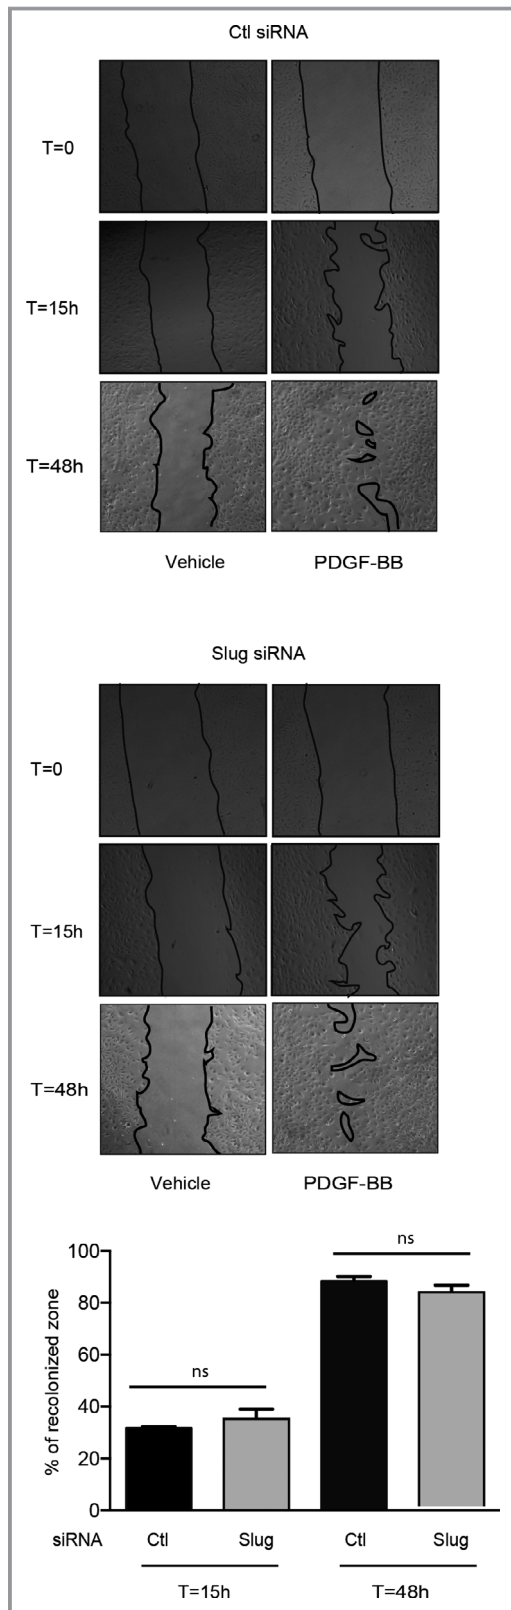 Ctl siRNA
T=0
T=15h
T=48h
Vehicle PDGF-BB
Slug siRNA
T=0
T=15h
T=48h
Vehicle PDGF-BB
% of recolonized zone
100
80
60
40
20
0
ns
ns
siRNA Ctl Slug Ctl Slug
T=15h T=48h